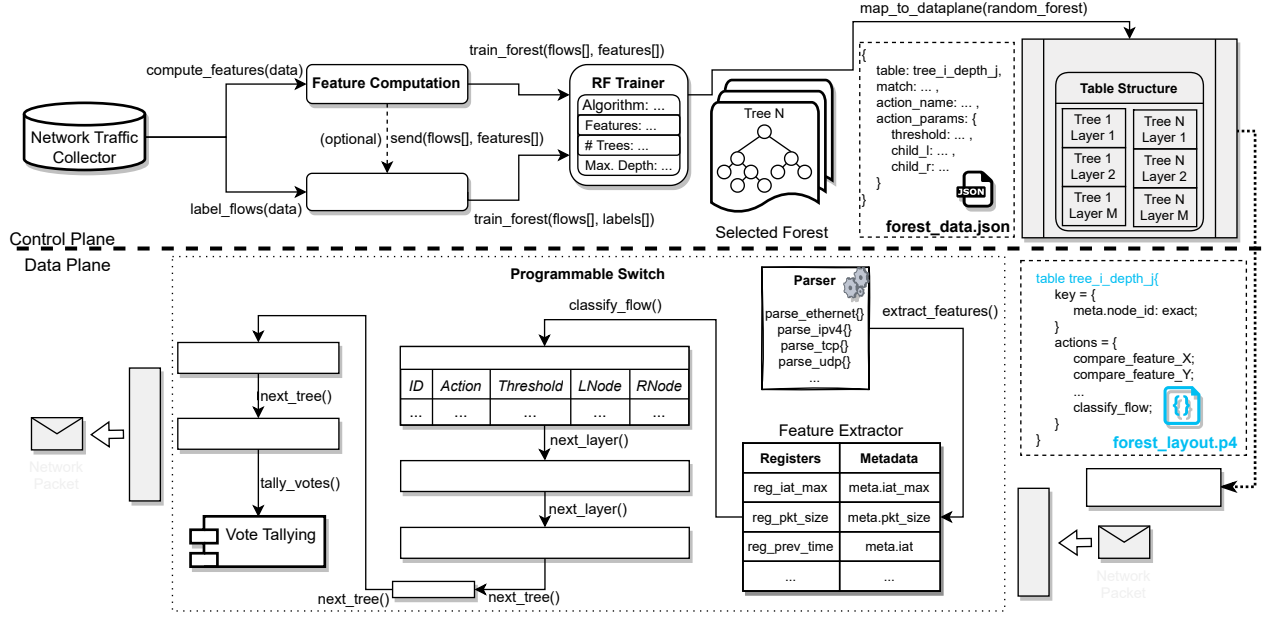 map_to_dataplane(random_forest)
train_forest(flows[], features[])
compute_features(data)
Feature Computation
Network Traffic
Collector
(optional)
send(flows[], features[])
label_flows(data)
train_forest(flows[], labels[])
RF Trainer
Algorithm: ...
Features: ...
# Trees: ...
Max. Depth: ...
Tree N
Selected Forest
{
table: tree_i_depth_j,
match: ... ,
action_name: ... ,
action_params: {
threshold: ... ,
child_l: ... ,
child_r: ...
}
}
JSON
forest_data.json
Table Structure
Tree 1
Layer 1
Tree N
Layer 1
Tree 1
Layer 2
Tree N
Layer 2
Tree 1
Layer M
Tree N
Layer M
Control Plane
Data Plane
Programmable Switch
Parser
parse_ethernet{}
parse_ipv4{}
parse_tcp{}
parse_udp{}
...
extract_features()
classify_flow()
ID Action Threshold LNode RNode
... ... ... ... ...
next_layer()
next_layer()
next_tree()
next_tree()
next_tree()
tally_votes()
Vote Tallying
Feature Extractor
Registers Metadata
reg_iat_max meta.iat_max
reg_pkt_size meta.pkt_size
reg_prev_time meta.iat
... ...
table tree_i_depth_j{
key = {
meta.node_id: exact;
}
actions = {
compare_feature_X;
compare_feature_Y;
...
classify_flow;
}
}
{}
forest_layout.p4
Network
Packet
Network
Packet